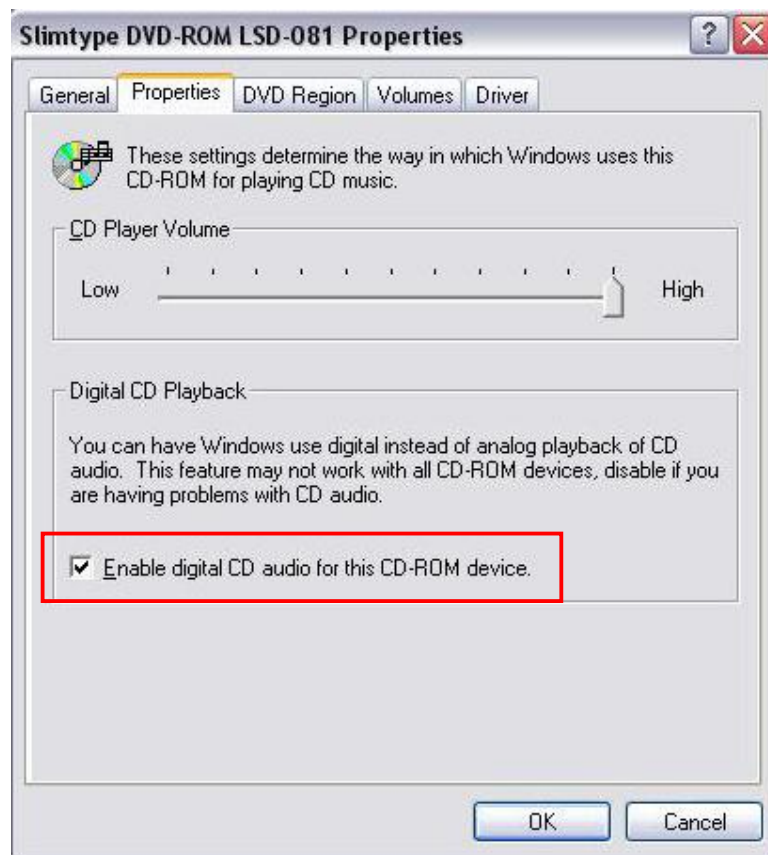 Slimtype DVD-ROM LSD-081 Properties
General Properties DVD Region Volumes Driver
These settings determine the way in which Windows uses this
CD-ROM for playing CD music.
CD Player Volume
Low High
Digital CD Playback
You can have Windows use digital instead of analog playback of CD
audio. This feature may not work with all CD-ROM devices, disable if you
are having problems with CD audio.
Enable digital CD audio for this CD-ROM device.
OK Cancel